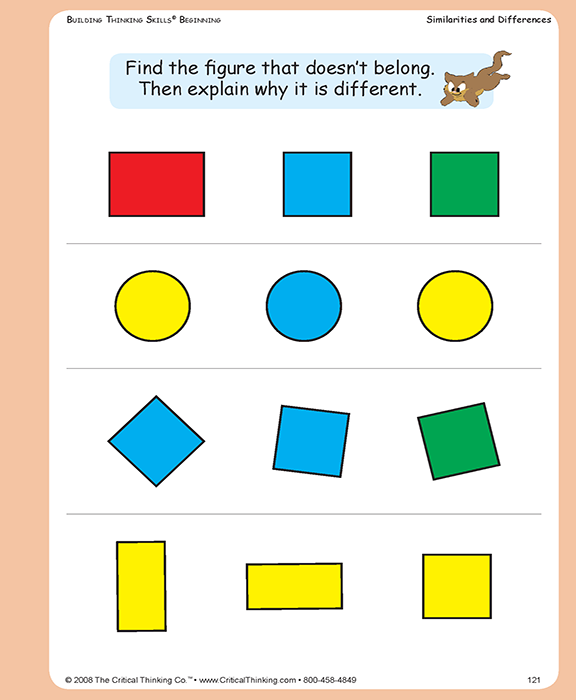 Building Thinking Skills® Beginning
Similarities and Differences
Find the figure that doesn't belong.
Then explain why it is different.
© 2008 The Critical Thinking Co.™ • www.CriticalThinking.com • 800-458-4849
121